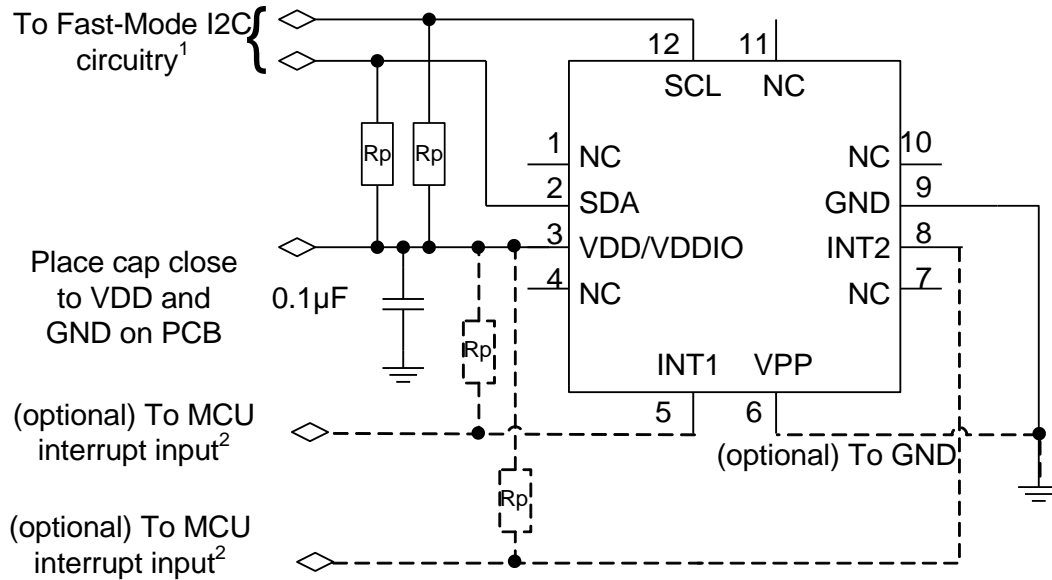 To Fast-Mode I2C
circuitry1
12
11
SCL
NC
Rp
Rp
1
NC
NC
10
2
SDA
GND
9
3
VDD/VDDIO
INT2
8
4
NC
NC
7
Place cap close
to VDD and
GND on PCB
0.1µF
Rp
INT1
VPP
5
6
(optional) To MCU
interrupt input2
(optional) To GND
Rp
(optional) To MCU
interrupt input2